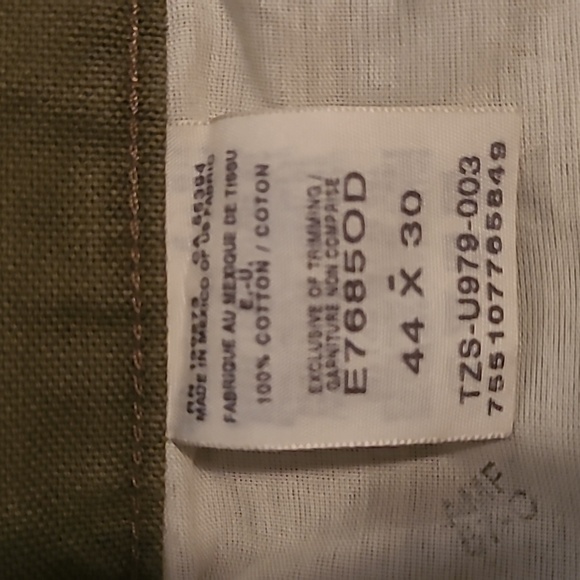 MADE IN MEXICO OF US FABRIC
FABRIQUE AU MEXIQUE DE TISSU
E.-U.
100% COTTON / COTON
EXCLUSIVE OF TRIMMING /
GARNITURE NON COMPRISE
E7685OD
44 X 30
TZS-U979-003
755107765849